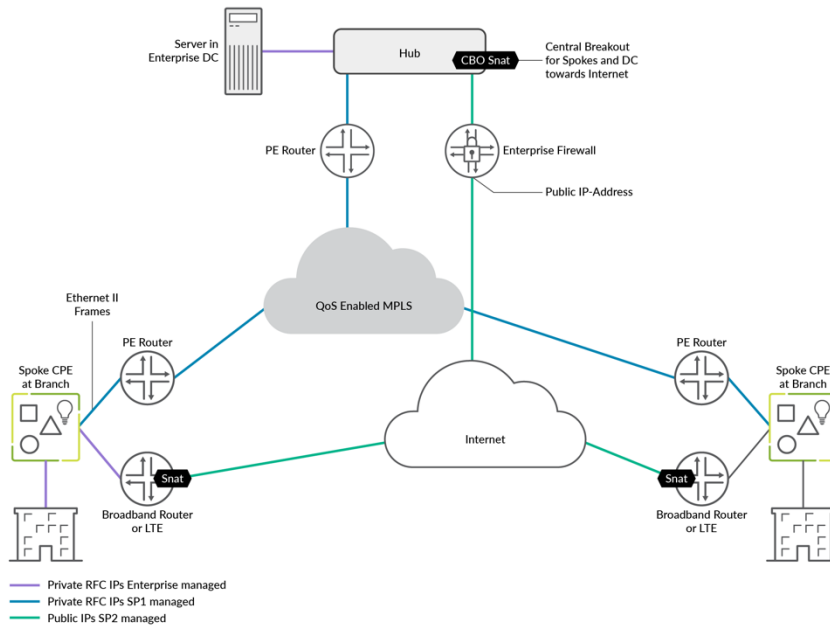 Server in
Enterprise DC
Hub
CBO Snat
Central Breakout
for Spokes and DC
towards Internet
PE Router
Enterprise Firewall
Public IP-Address
Ethernet II
Frames
QoS Enabled MPLS
PE Router
PE Router
Spoke CPE
at Branch
Spoke CPE
at Branch
Internet
Snat
Snat
Broadband Router
or LTE
Broadband Router
or LTE
Private RFC IPs Enterprise managed
Private RFC IPs SP1 managed
Public IPs SP2 managed